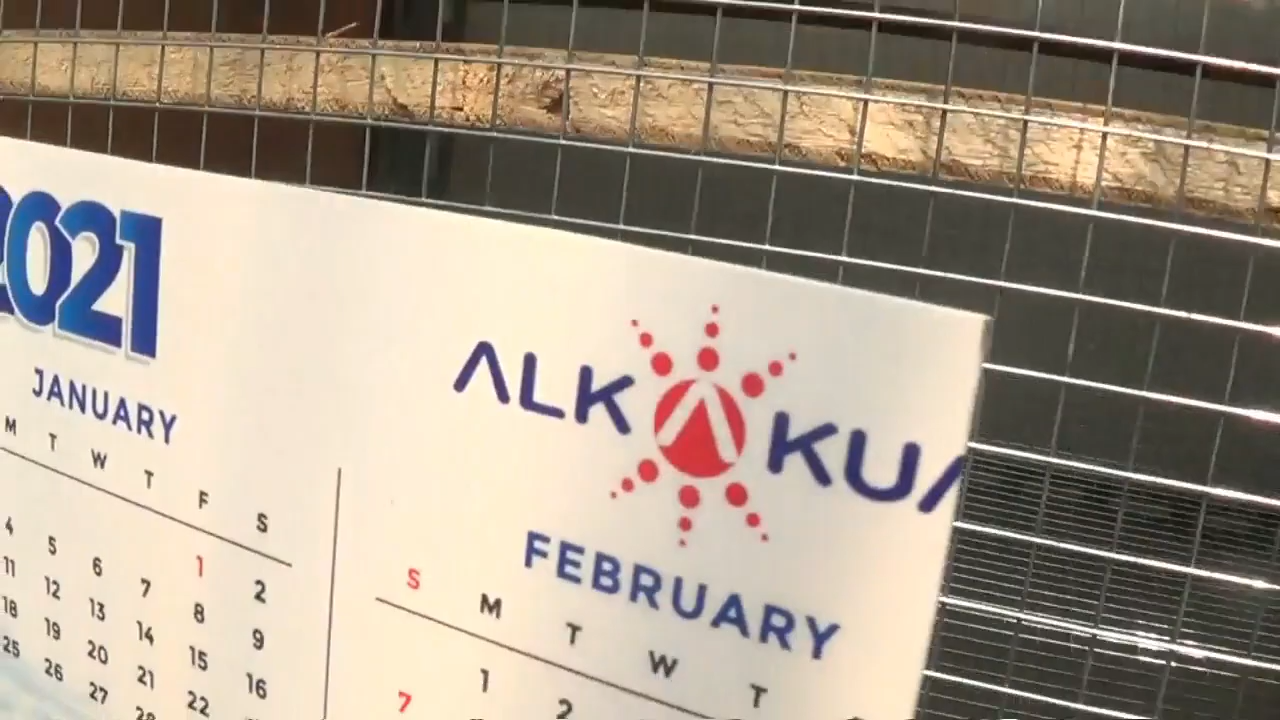 2021
JANUARY
M T W T F S
1 2
4 5 6 7 8 9
11 12 13 14 15 16
18 19 20 21 22
25 26 27 28
ALK KU
FEBRUARY
S M T W T
1 2
7